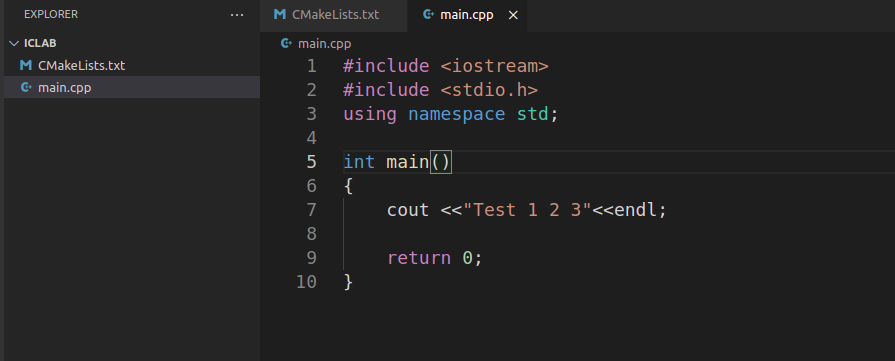 EXPLORER ...
ICLAB
CMakeLists.txt
main.cpp
CMakeLists.txt main.cpp
main.cpp
1 #include <iostream>
2 #include <stdio.h>
3 using namespace std;
4
5 int main()
6 {
7     cout <<"Test 1 2 3"<<endl;
8
9     return 0;
10 }